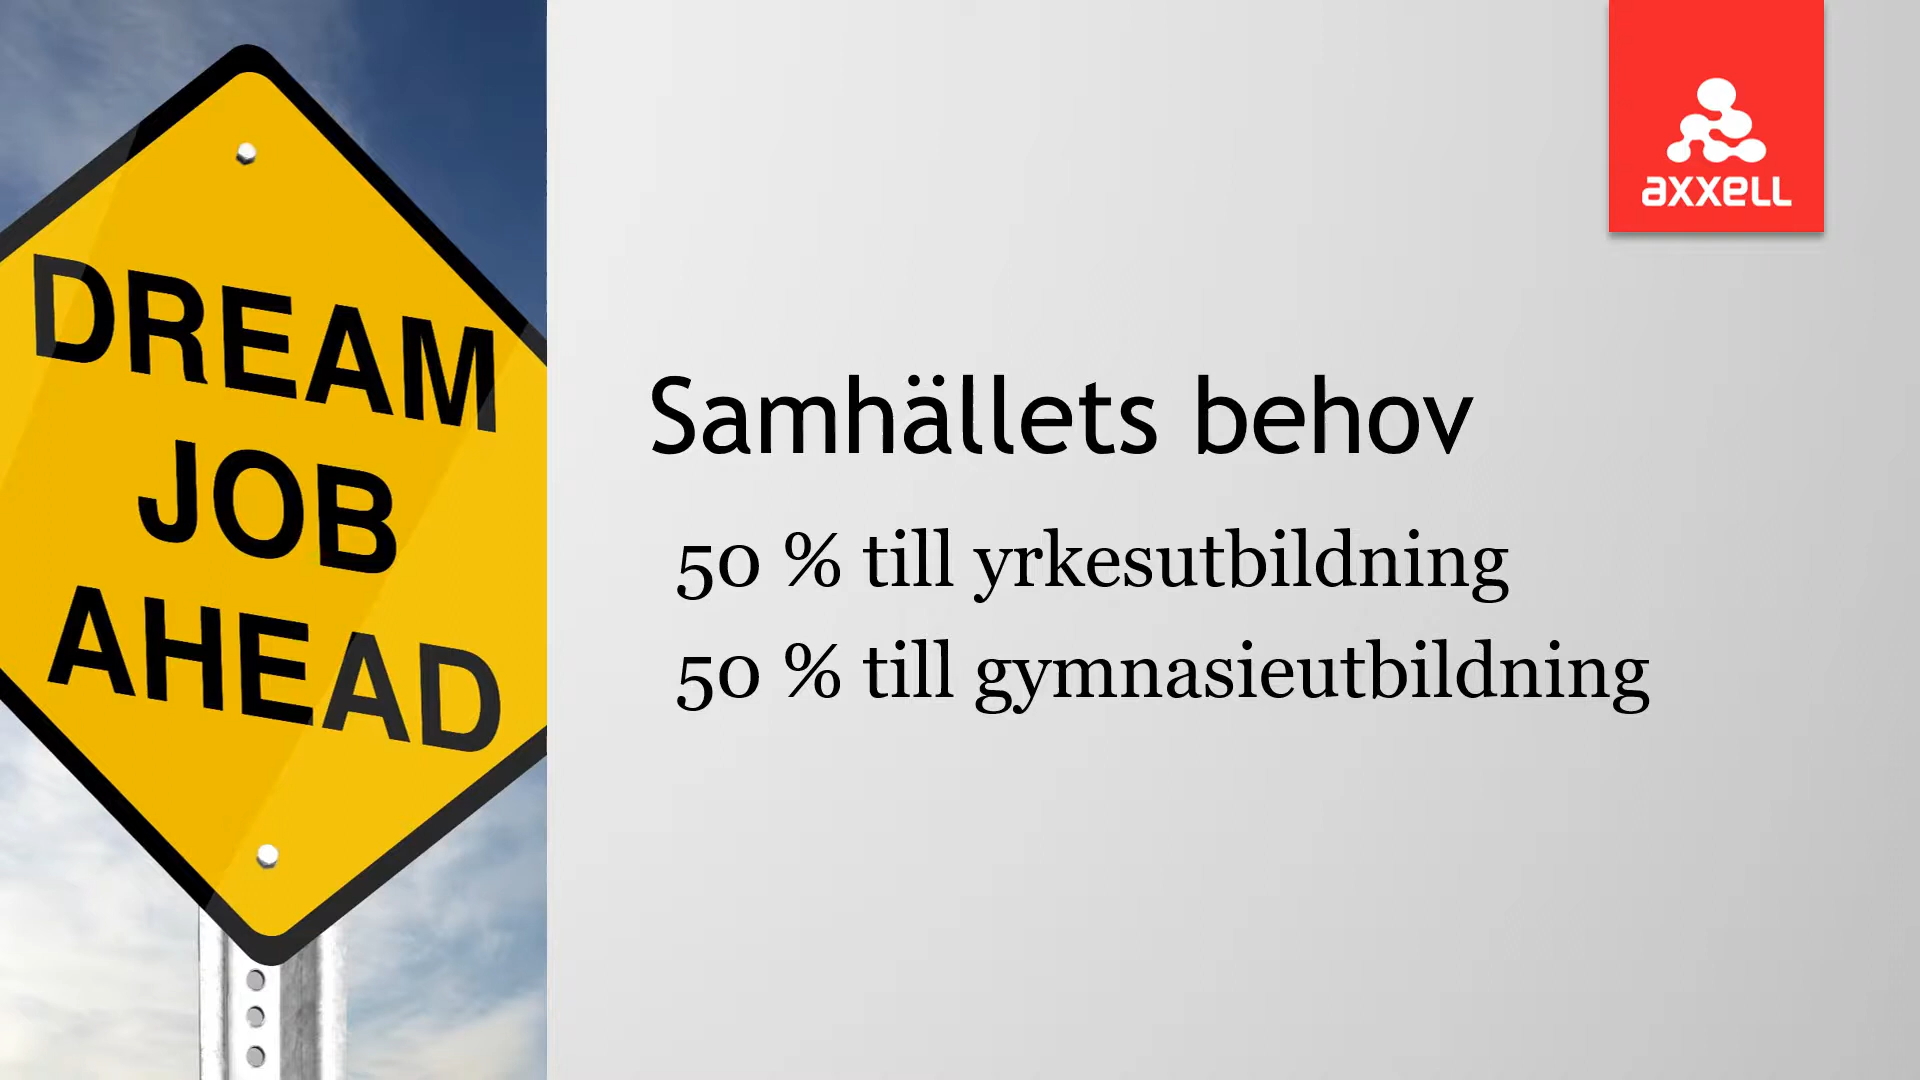 DREAM
JOB
AHEAD
axxell
Samhällets behov
50 % till yrkesutbildning
50 % till gymnasieutbildning